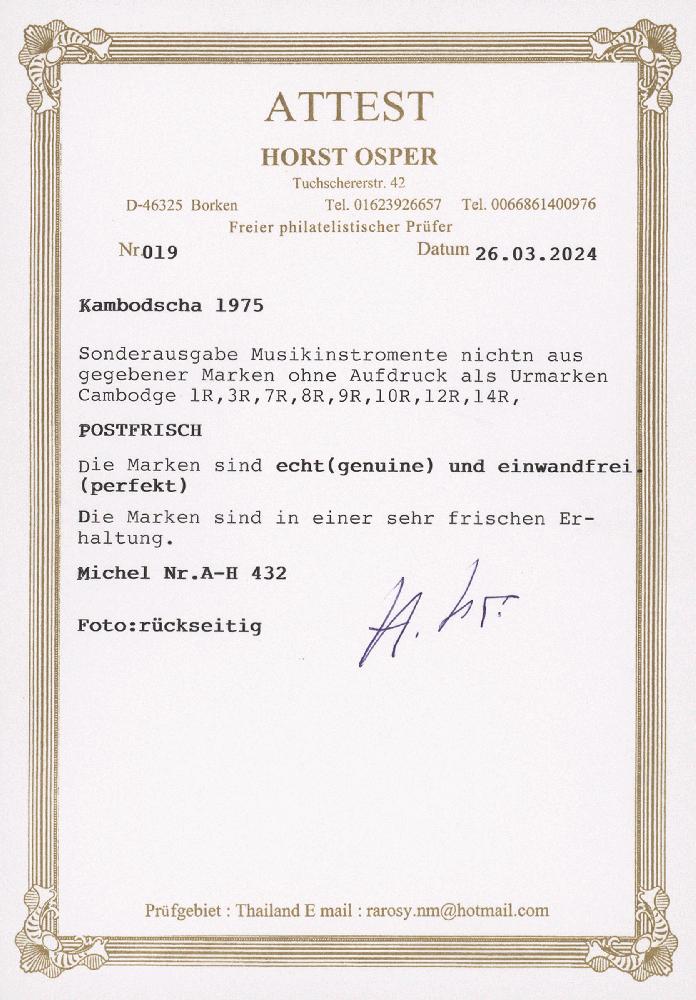 ATTEST
HORST OSPER
Tuchschererstr. 42
D-46325 Borken Tel. 01623926657 Tel. 0066861400976
Freier philatelistischer Prüfer
Nr.019 Datum 26.03.2024
Kambodscha 1975
Sonderausgabe Musikinstromente nichtn aus
gegebener Marken ohne Aufdruck als Urmarken
Cambodge 1R,3R,7R,8R,9R,10R,12R,14R,
POSTFRISCH
Die Marken sind echt(genuine) und einwandfrei.
(perfekt)
Die Marken sind in einer sehr frischen Er-
haltung.
Michel Nr.A-H 432
Foto:rückseitig
Prüfgebiet : Thailand E mail : rarosy.nm@hotmail.com